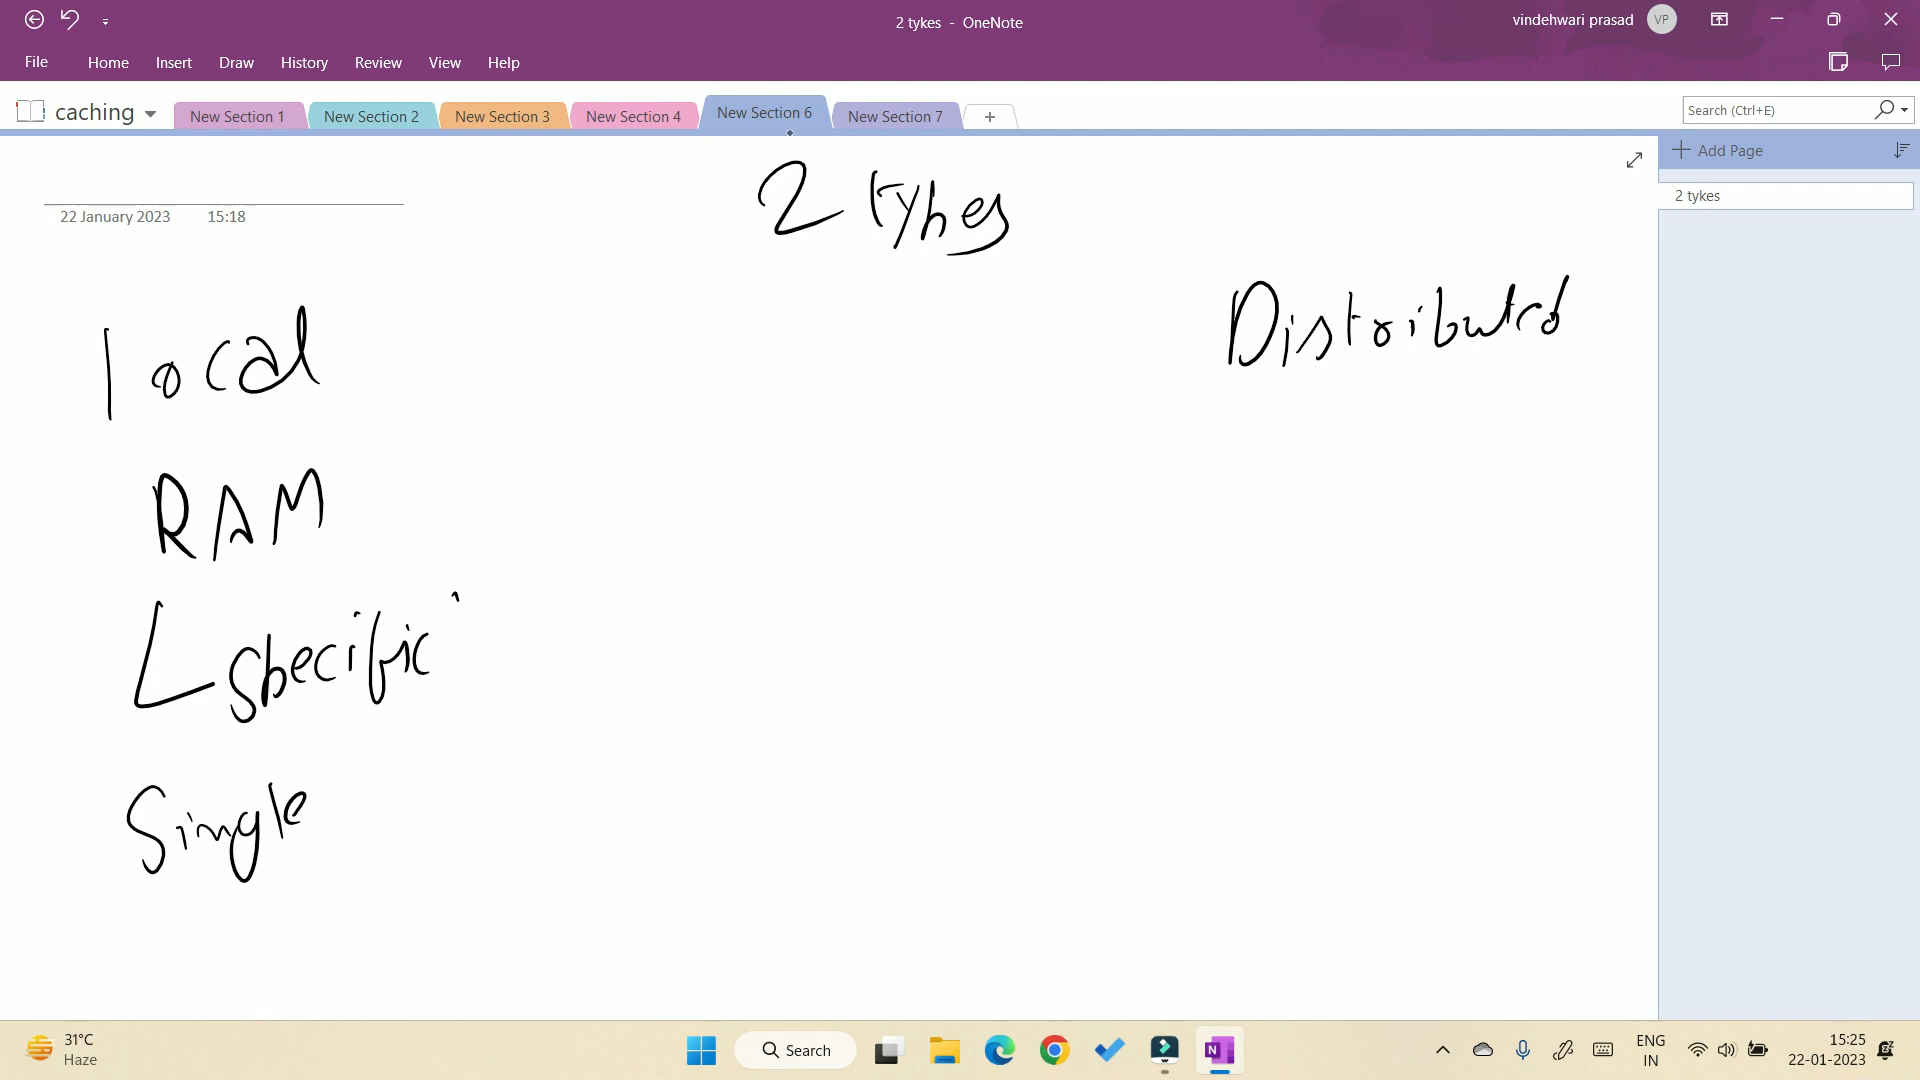 2 tykes - OneNote
vindehwari prasad VP
File Home Insert Draw History Review View Help
caching New Section 1 New Section 2 New Section 3 New Section 4 New Section 6 New Section 7 +
Search (Ctrl+E)
Add Page
2 tykes
22 January 2023 15:18
2 types
local
Distributed
RAM
specific
Single
31°C
Haze
Search
ENG
IN
15:25
22-01-2023